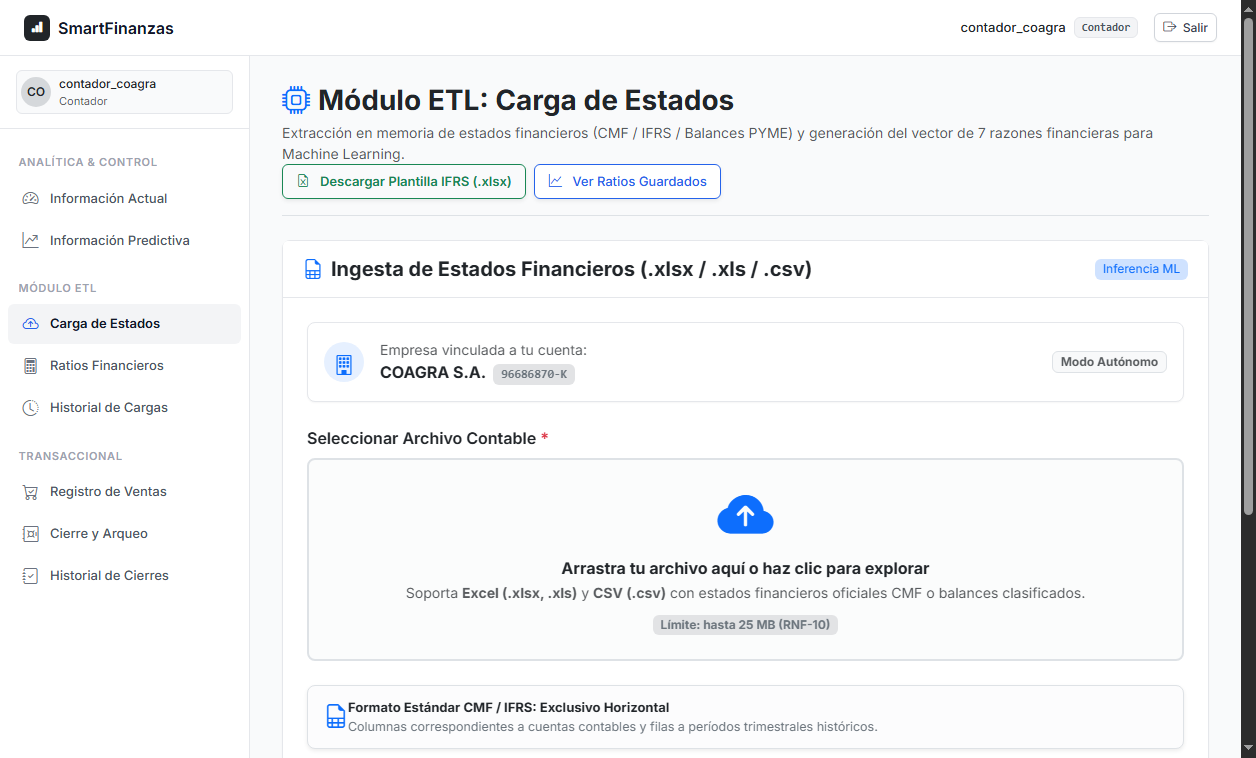 SmartFinanzas
contador_coagra Contador Salir
CO contador_coagra
Contador
ANALÍTICA & CONTROL
Información Actual
Información Predictiva
MÓDULO ETL
Carga de Estados
Ratios Financieros
Historial de Cargas
TRANSACCIONAL
Registro de Ventas
Cierre y Arqueo
Historial de Cierres
Módulo ETL: Carga de Estados
Extracción en memoria de estados financieros (CMF / IFRS / Balances PYME) y generación del vector de 7 razones financieras para
Machine Learning.
Descargar Plantilla IFRS (.xlsx) Ver Ratios Guardados
Ingesta de Estados Financieros (.xlsx / .xls / .csv) Inferencia ML
Empresa vinculada a tu cuenta:
COAGRA S.A. 96686870-K Modo Autónomo
Seleccionar Archivo Contable *
Arrastra tu archivo aquí o haz clic para explorar
Soporta Excel (.xlsx, .xls) y CSV (.csv) con estados financieros oficiales CMF o balances clasificados.
Límite: hasta 25 MB (RNF-10)
Formato Estándar CMF / IFRS: Exclusivo Horizontal
Columnas correspondientes a cuentas contables y filas a períodos trimestrales históricos.